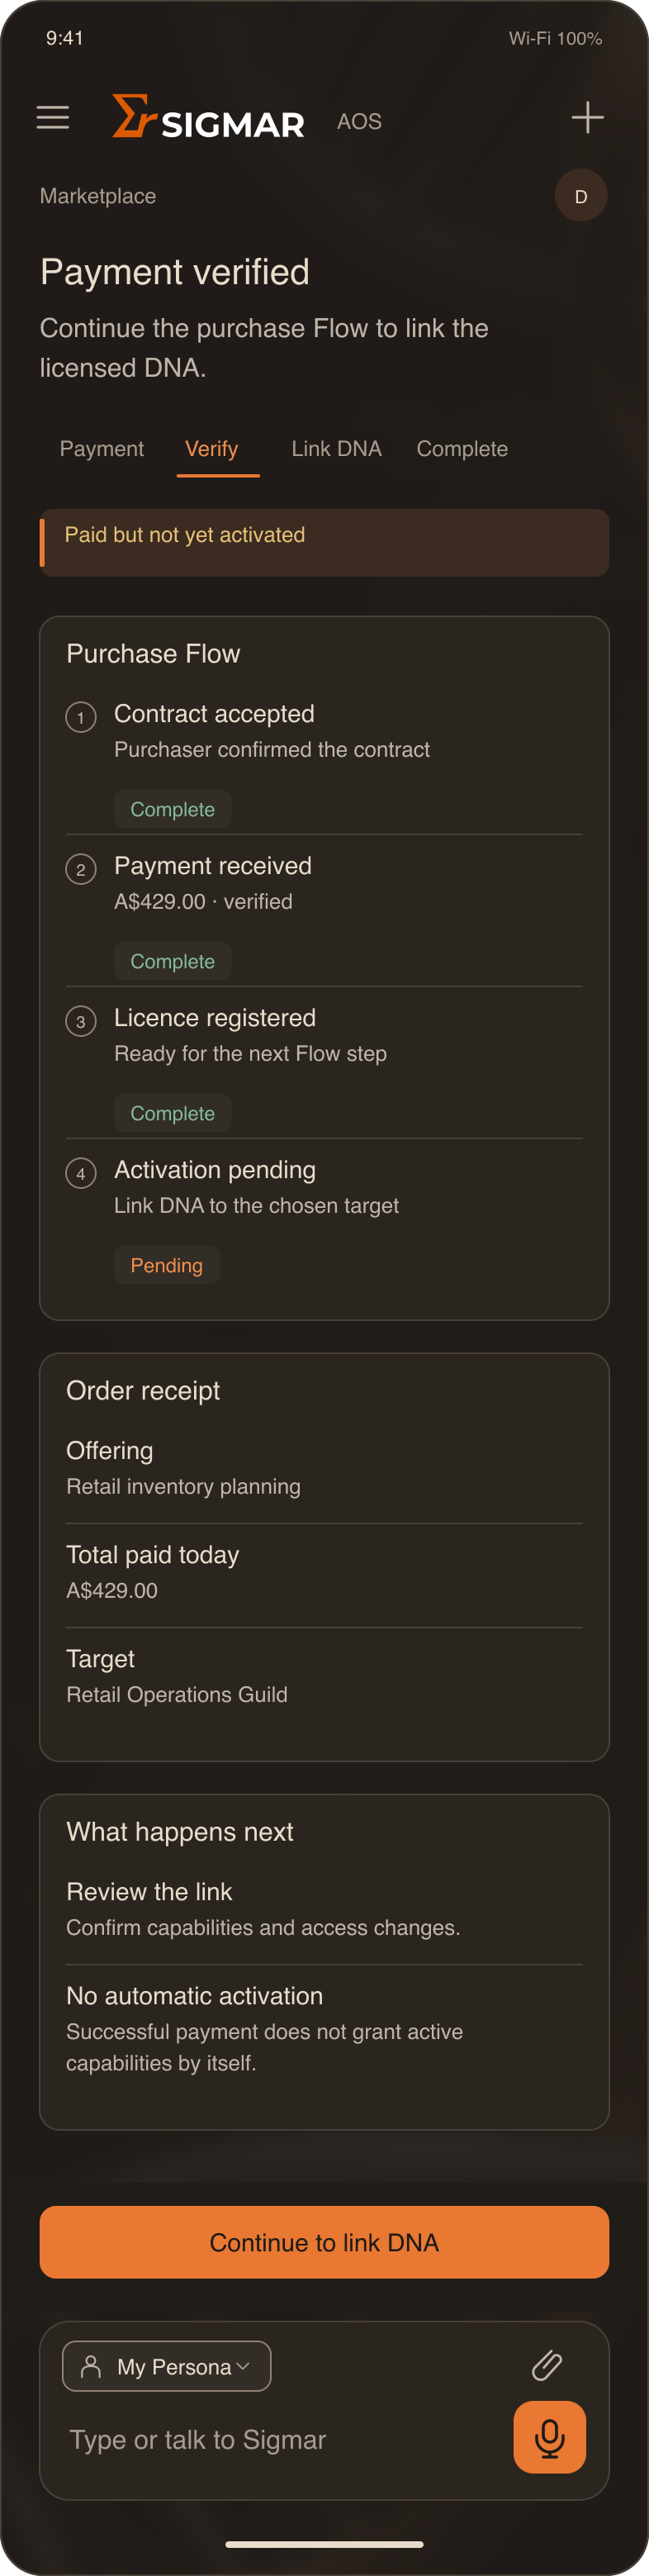 9:41
Wi-Fi 100%
Σr SIGMAR
AOS
Marketplace
D
Payment verified
Continue the purchase Flow to link the
licensed DNA.
Payment
Verify
Link DNA
Complete
Paid but not yet activated
Purchase Flow
1
Contract accepted
Purchaser confirmed the contract
Complete
2
Payment received
A$429.00 · verified
Complete
3
Licence registered
Ready for the next Flow step
Complete
4
Activation pending
Link DNA to the chosen target
Pending
Order receipt
Offering
Retail inventory planning
Total paid today
A$429.00
Target
Retail Operations Guild
What happens next
Review the link
Confirm capabilities and access changes.
No automatic activation
Successful payment does not grant active
capabilities by itself.
Continue to link DNA
My Persona
Type or talk to Sigmar